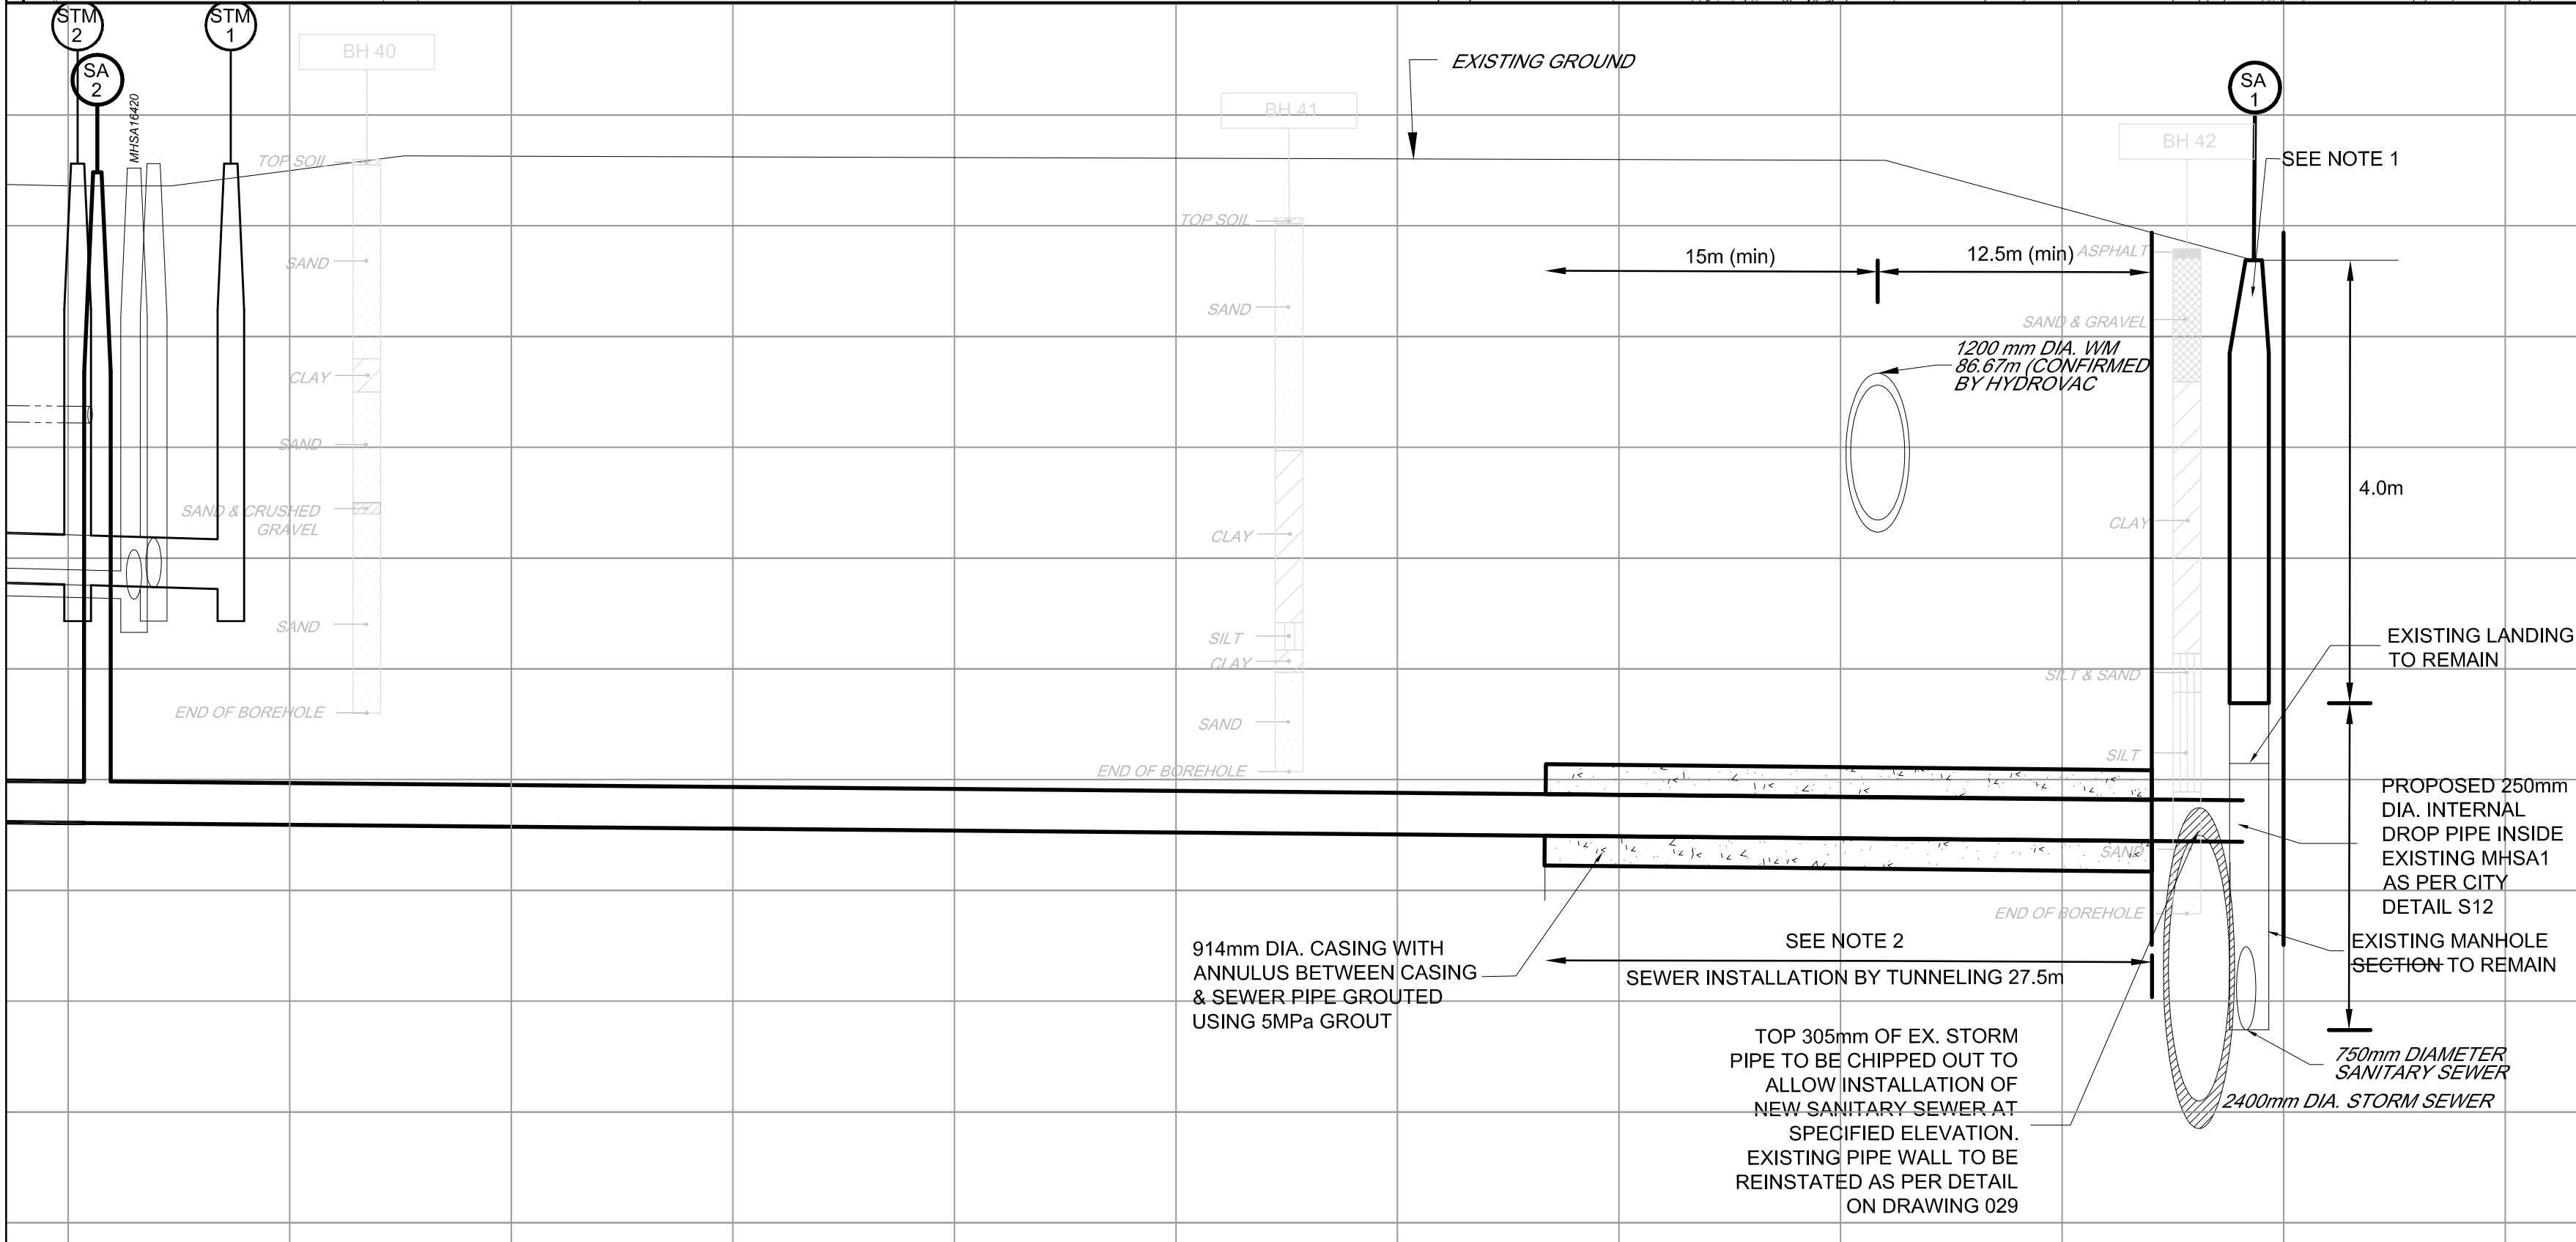 STM
2
STM
1
SA
2
MHSA16420
BH 40
EXISTING GROUND
BH 41
SA
1
BH 42
SEE NOTE 1
TOP SOIL
SAND
CLAY
SAND
SAND & CRUSHED
GRAVEL
SAND
END OF BOREHOLE
TOP SOIL
SAND
CLAY
SILT
CLAY
SAND
END OF BOREHOLE
15m (min)
12.5m (min)
1200 mm DIA. WM
86.67m (CONFIRMED
BY HYDROVAC
ASPHALT
SAND & GRAVEL
CLAY
SILT & SAND
SILT
SAND
END OF BOREHOLE
4.0m
EXISTING LANDING
TO REMAIN
PROPOSED 250mm
DIA. INTERNAL
DROP PIPE INSIDE
EXISTING MHSA1
AS PER CITY
DETAIL S12
EXISTING MANHOLE
SECTION TO REMAIN
914mm DIA. CASING WITH
ANNULUS BETWEEN CASING
& SEWER PIPE GROUTED
USING 5MPa GROUT
SEE NOTE 2
SEWER INSTALLATION BY TUNNELING 27.5m
TOP 305mm OF EX. STORM
PIPE TO BE CHIPPED OUT TO
ALLOW INSTALLATION OF
NEW SANITARY SEWER AT
SPECIFIED ELEVATION.
EXISTING PIPE WALL TO BE
REINSTATED AS PER DETAIL
ON DRAWING 029
750mm DIAMETER
SANITARY SEWER
2400mm DIA. STORM SEWER